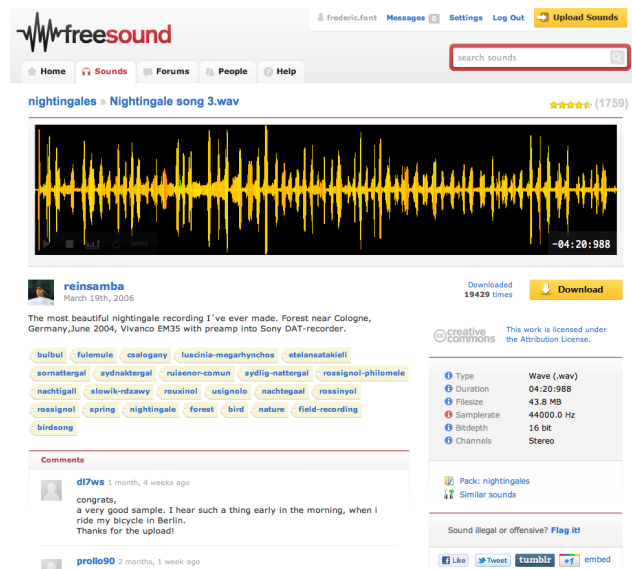 frederic.font Messages 0 Settings Log Out Upload Sounds
freesound
search sounds
Home Sounds Forums People Help
nightingales » Nightingale song 3.wav (1759)
-04:20:988
reinsamba
March 19th, 2006
Downloaded
19429 times
Download
The most beautiful nightingale recording I´ve ever made. Forest near Cologne,
Germany,June 2004, Vivanco EM35 with preamp into Sony DAT-recorder.
cc creative
commons
This work is licensed under
the Attribution License.
bulbul fulemule csalogany luscinia-megarhynchos etelansatakieli
sornattergal sydnaktergal ruisenor-comun sydlig-nattergal rossignol-philomele
nachtigall slowik-rdzawy rouxinol usignolo nachtegaal rossinyol
rossignol spring nightingale forest bird nature field-recording
birdsong
Type Wave (.wav)
Duration 04:20:988
Filesize 43.8 MB
Samplerate 44000.0 Hz
Bitdepth 16 bit
Channels Stereo
Comments
dl7ws 1 month, 4 weeks ago
congrats,
a very good sample. I hear such a thing early in the morning, when i
ride my bicycle in Berlin.
Thanks for the upload!
prollo90 2 months, 1 week ago
Pack: nightingales
Similar sounds
Sound illegal or offensive? Flag it!
Like Tweet tumblr +1 embed